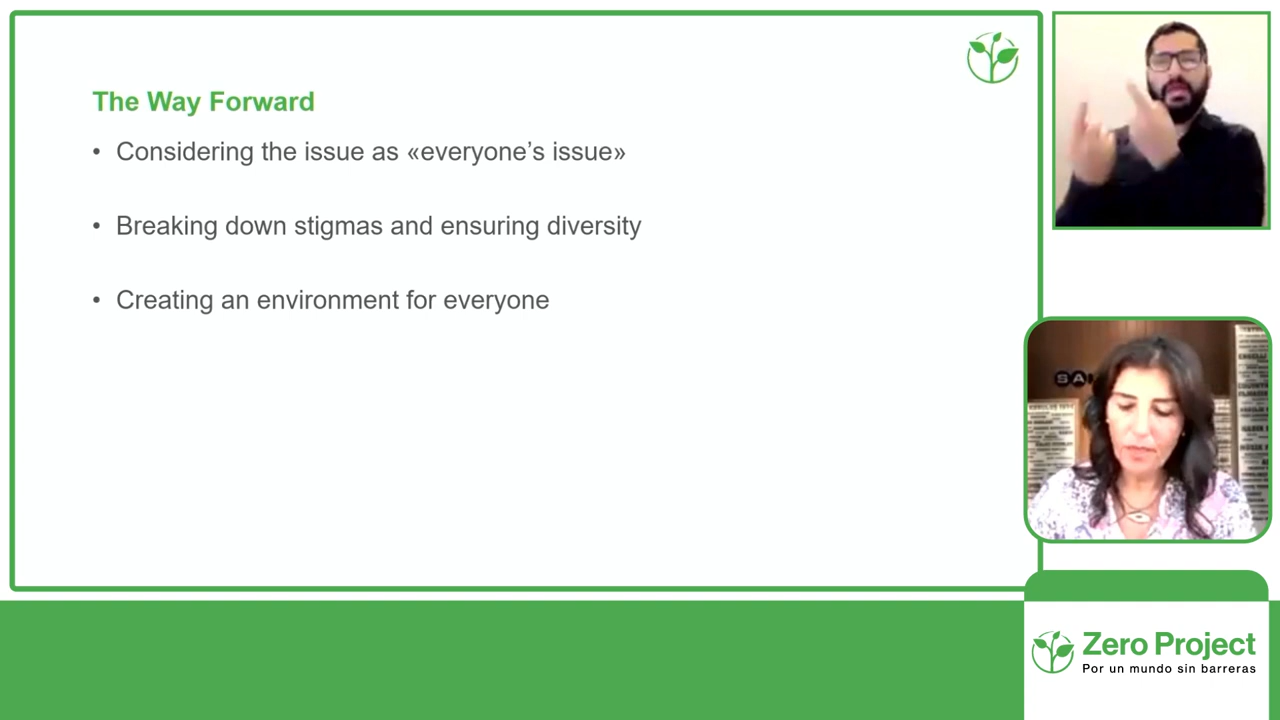 The Way Forward
• Considering the issue as «everyone’s issue»
• Breaking down stigmas and ensuring diversity
• Creating an environment for everyone
SA
Zero Project
Por un mundo sin barreras